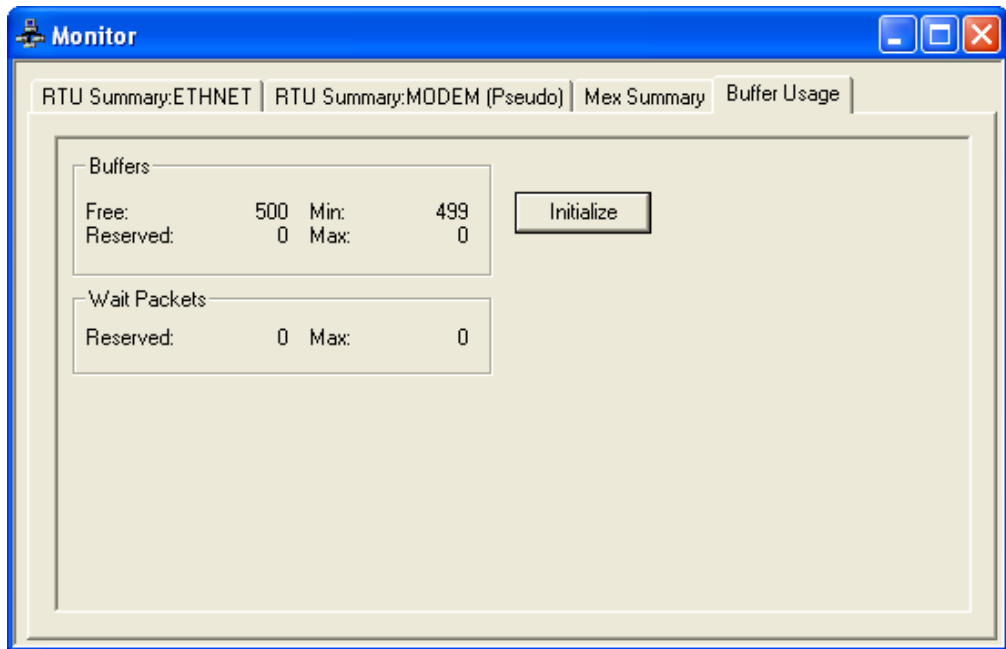 Monitor
RTU Summary:ETHNET RTU Summary:MODEM (Pseudo) Mex Summary Buffer Usage
Buffers
Free: 500 Min: 499
Reserved: 0 Max: 0
Initialize
Wait Packets
Reserved: 0 Max: 0